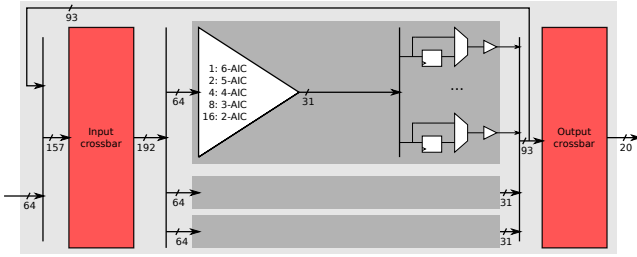 93
1: 6-AIC
2: 5-AIC
4: 4-AIC
8: 3-AIC
16: 2-AIC
64
31
...
Input
crossbar
157
192
93
Output
crossbar
20
64
64
31
64
31